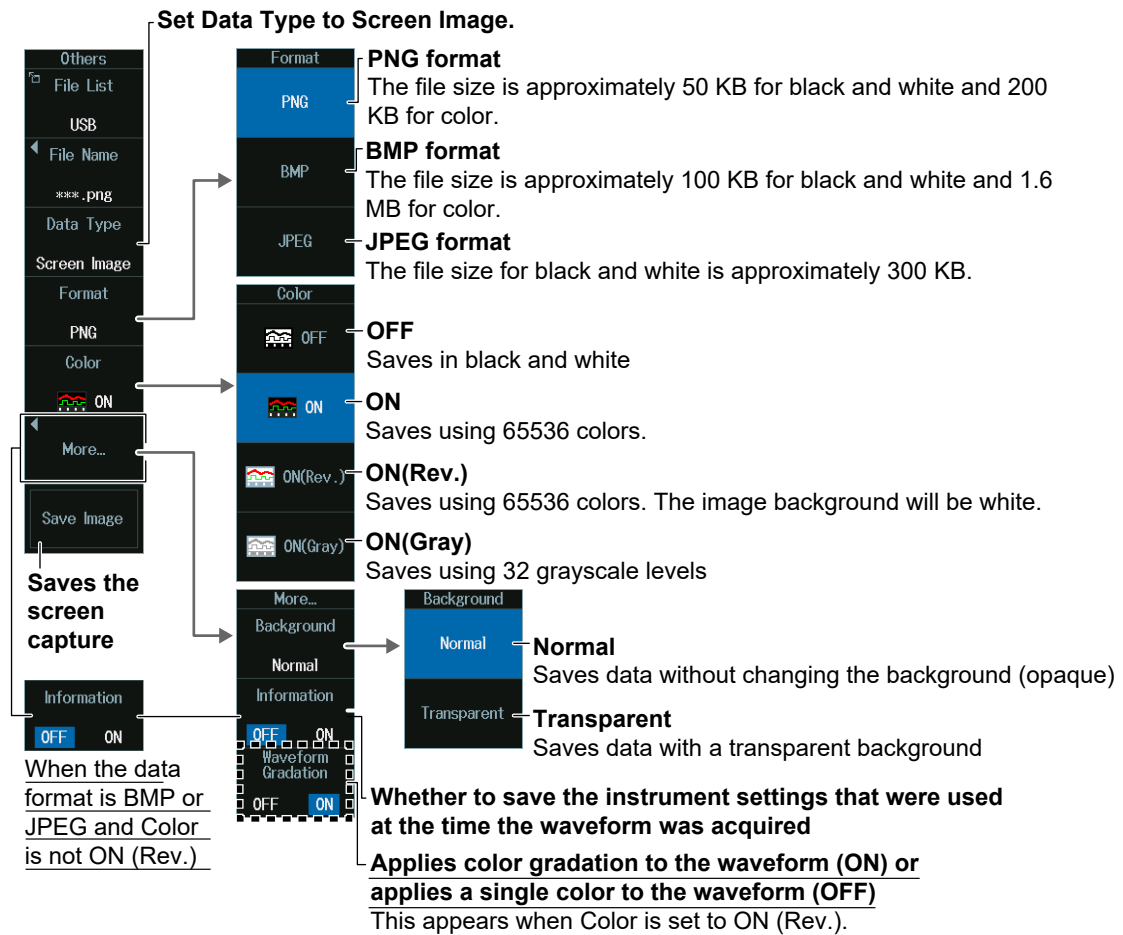 Set Data Type to Screen Image.
Others
File List
USB
File Name
***.png
Data Type
Screen Image
Format
PNG
Color
ON
More...
Save Image
Saves the
screen
capture
Information
OFF ON
When the data
format is BMP or
JPEG and Color
is not ON (Rev.)
Format
PNG
BMP
JPEG
PNG format
The file size is approximately 50 KB for black and white and 200
KB for color.
BMP format
The file size is approximately 100 KB for black and white and 1.6
MB for color.
JPEG format
The file size for black and white is approximately 300 KB.
Color
OFF
ON
ON(Rev.)
ON(Gray)
OFF
Saves in black and white
ON
Saves using 65536 colors.
ON(Rev.)
Saves using 65536 colors. The image background will be white.
ON(Gray)
Saves using 32 grayscale levels
More...
Background
Normal
Information
OFF ON
Waveform
Gradation
OFF ON
Background
Normal
Transparent
Normal
Saves data without changing the background (opaque)
Transparent
Saves data with a transparent background
Whether to save the instrument settings that were used
at the time the waveform was acquired
Applies color gradation to the waveform (ON) or
applies a single color to the waveform (OFF)
This appears when Color is set to ON (Rev.).